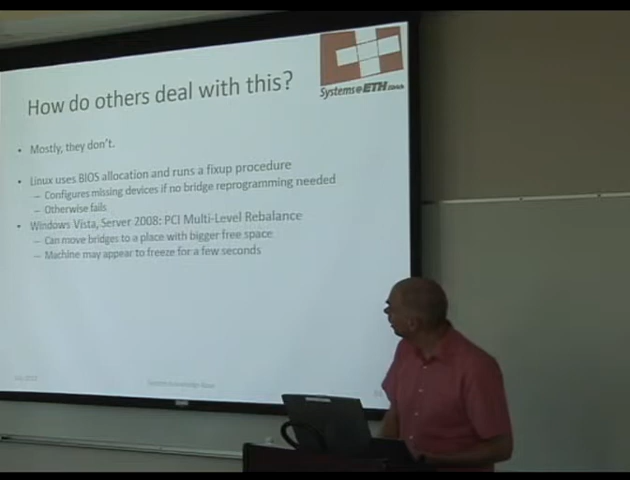 Systems@ETH
How do others deal with this?
• Mostly, they don't.
• Linux uses BIOS allocation and runs a fixup procedure
– Configures missing devices if no bridge reprogramming needed
– Otherwise fails
• Windows Vista, Server 2008: PCI Multi-Level Rebalance
– Can move bridges to a place with bigger free space
– Machine may appear to freeze for a few seconds